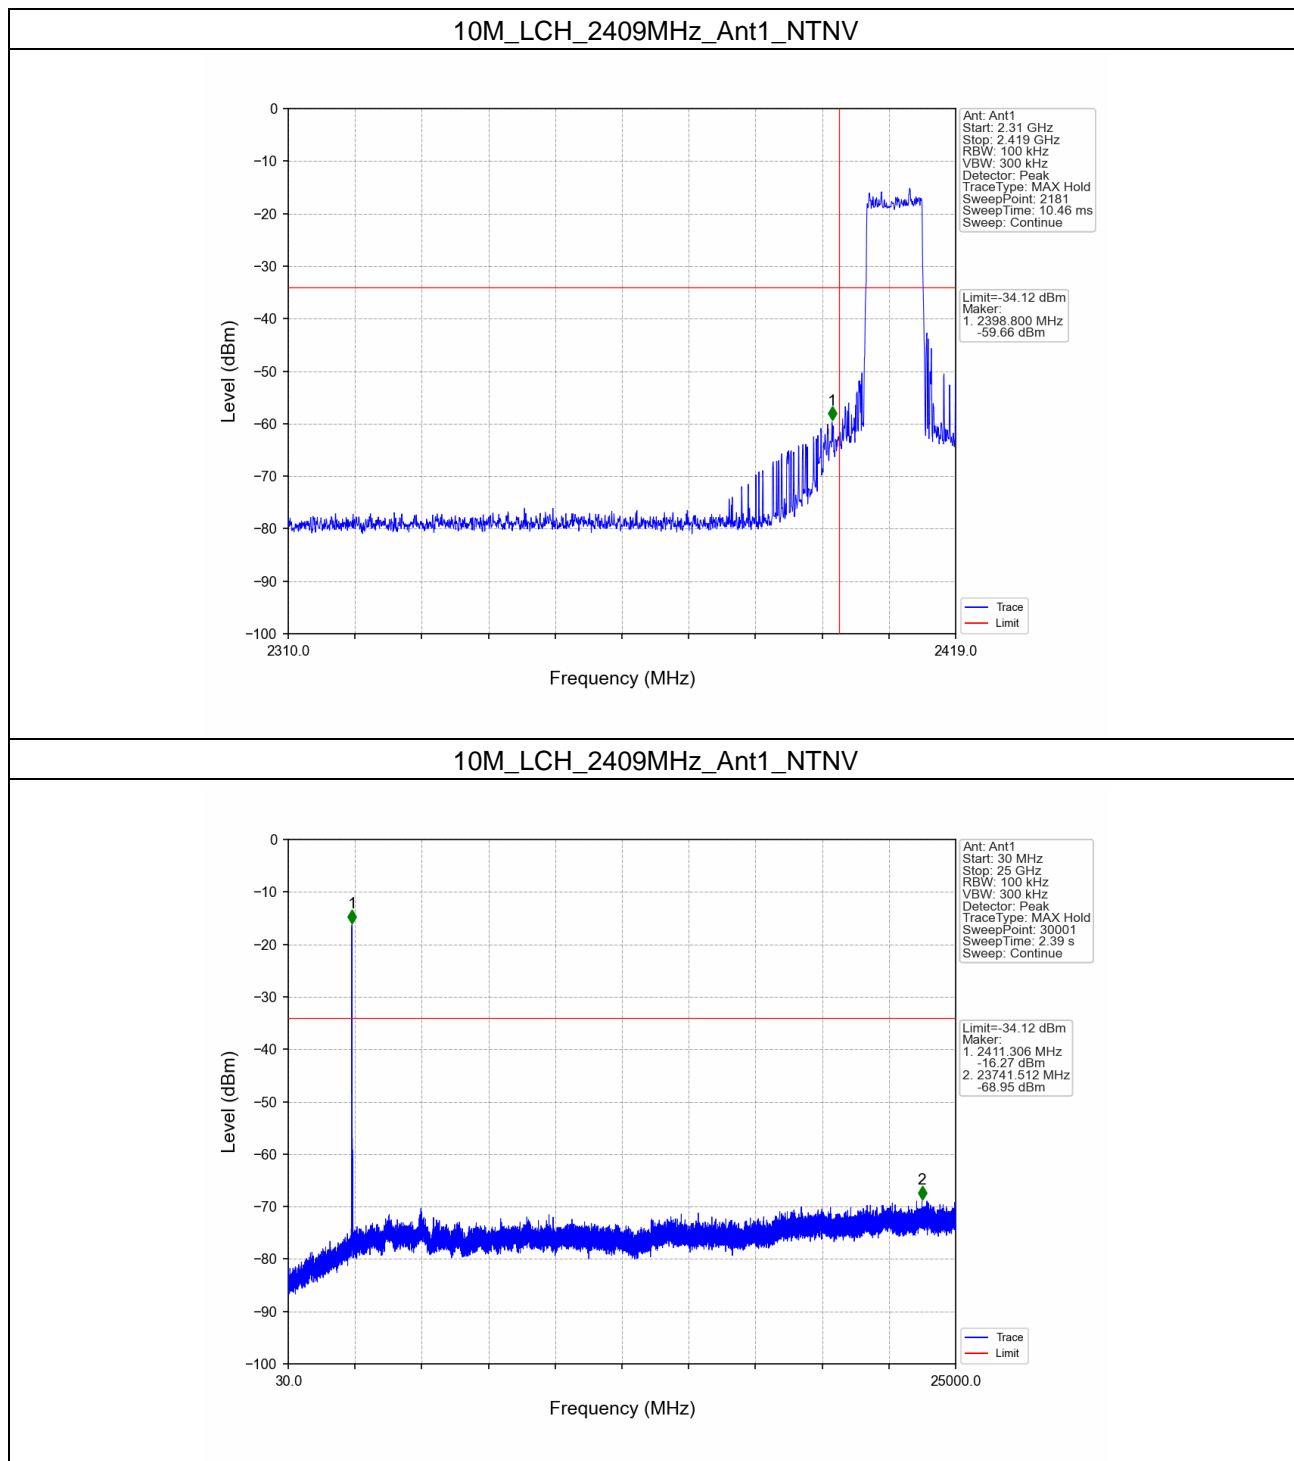 10M_LCH_2409MHz_Ant1_NTNV
0
−10
−20
−30
−40
−50
−60
−70
−80
−90
−100
Level (dBm)
1
2310.0
2419.0
Frequency (MHz)
Ant: Ant1
Start: 2.31 GHz
Stop: 2.419 GHz
RBW: 100 kHz
VBW: 300 kHz
Detector: Peak
TraceType: MAX Hold
SweepPoint: 2181
SweepTime: 10.46 ms
Sweep: Continue
Limit=-34.12 dBm
Maker:
1. 2398.800 MHz
-59.66 dBm
Trace
Limit
10M_LCH_2409MHz_Ant1_NTNV
0
−10
−20
−30
−40
−50
−60
−70
−80
−90
−100
Level (dBm)
1
2
30.0
25000.0
Frequency (MHz)
Ant: Ant1
Start: 30 MHz
Stop: 25 GHz
RBW: 100 kHz
VBW: 300 kHz
Detector: Peak
TraceType: MAX Hold
SweepPoint: 30001
SweepTime: 2.39 s
Sweep: Continue
Limit=-34.12 dBm
Maker:
1. 2411.306 MHz
-16.27 dBm
2. 23741.512 MHz
-68.95 dBm
Trace
Limit